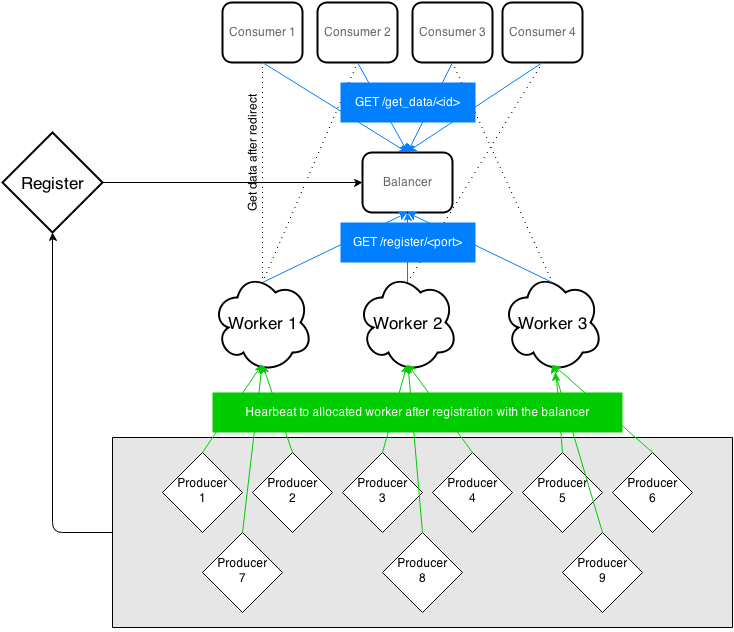 Consumer 1
Consumer 2
Consumer 3
Consumer 4
GET /get_data/<id>
Get data after redirect
Register
Balancer
GET /register/<port>
Worker 1
Worker 2
Worker 3
Hearbeat to allocated worker after registration with the balancer
Producer
1
Producer
2
Producer
3
Producer
4
Producer
5
Producer
6
Producer
7
Producer
8
Producer
9